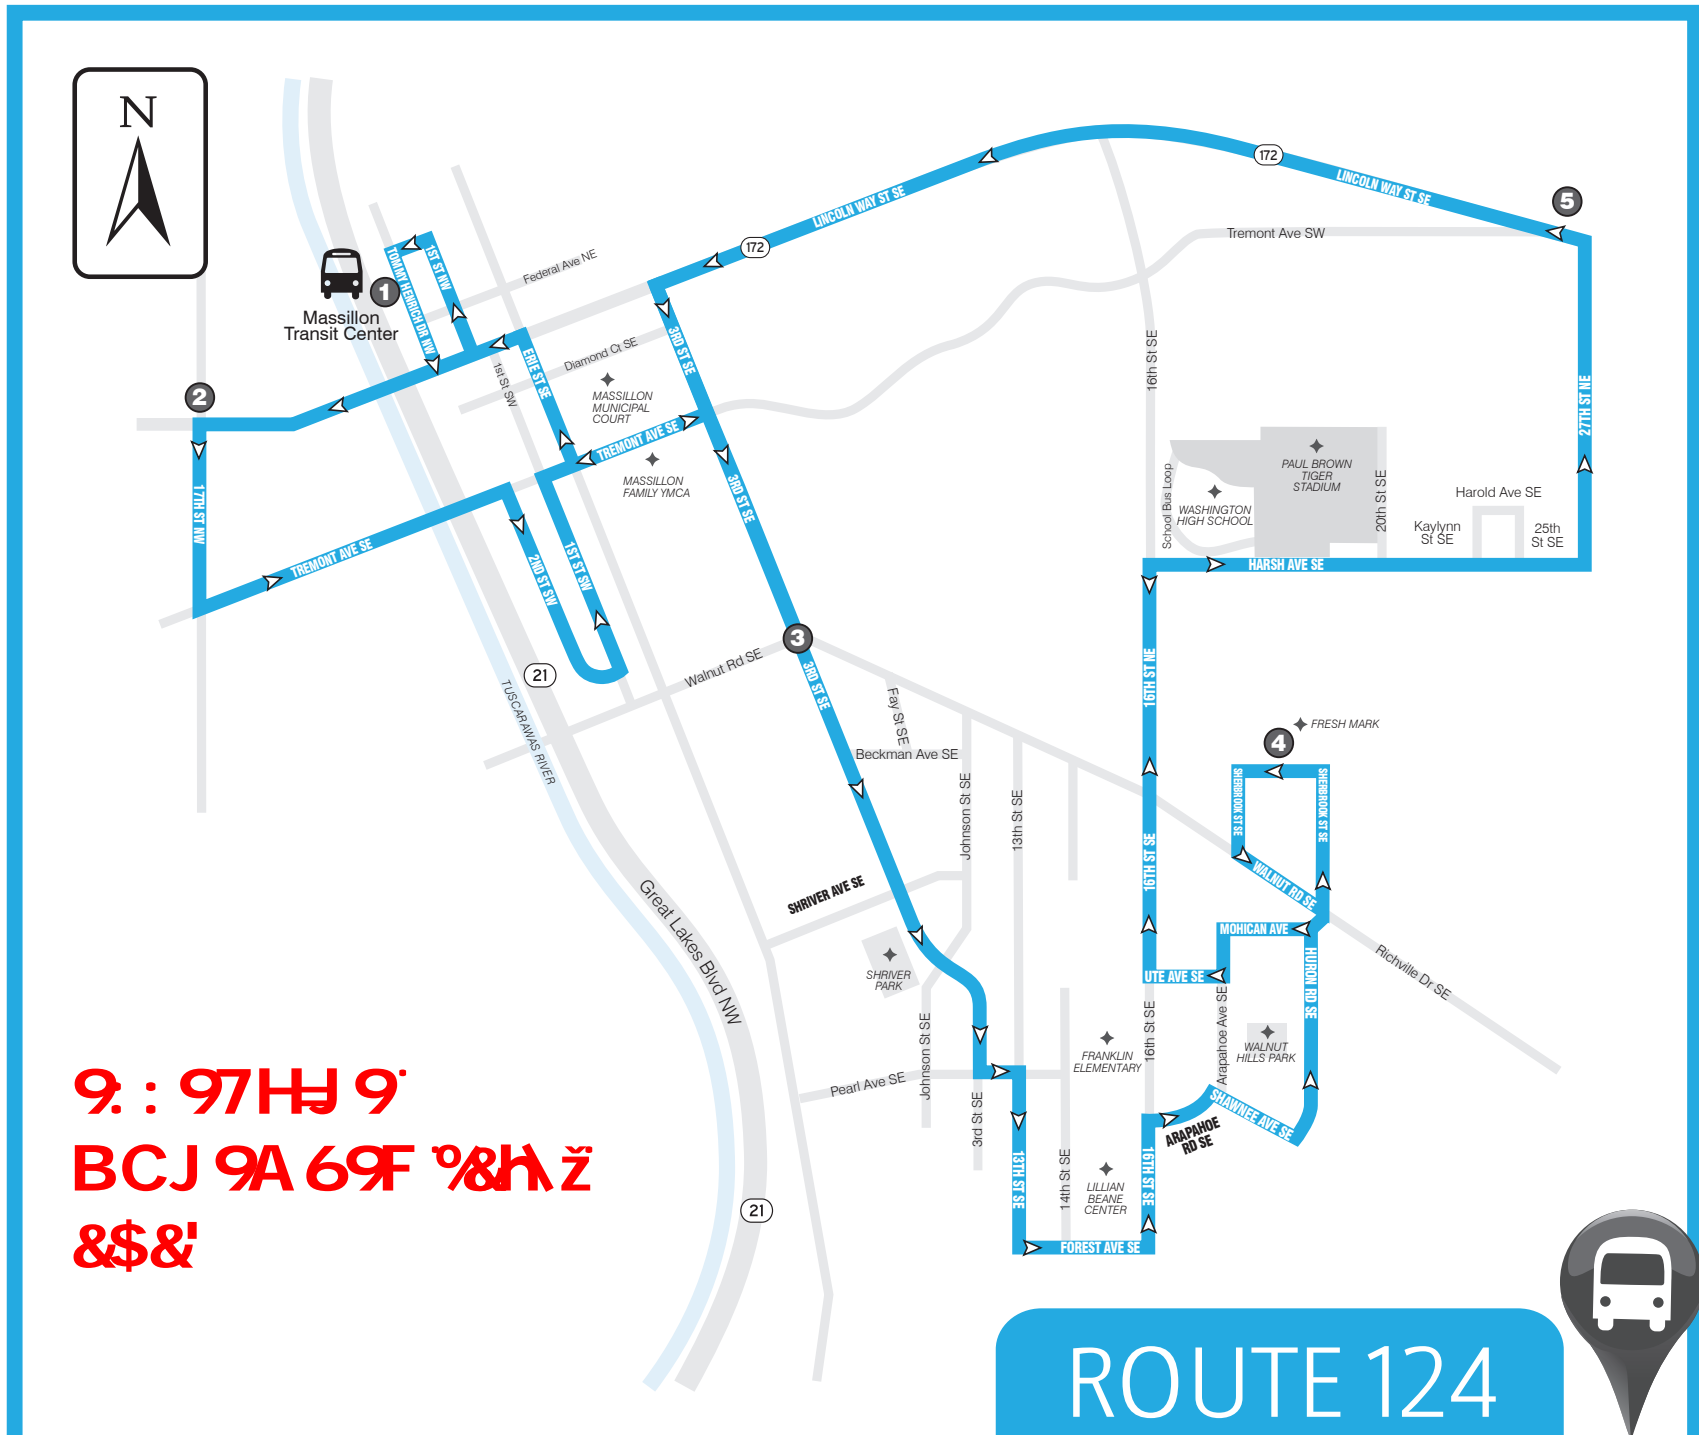 N
172
LINCOLN WAY ST SE
5
Tremont Ave SW
LINCOLN WAY ST SE
172
Federal Ave NE
1ST ST NW
TOMMY HENRICH DR NW
1
Massillon
Transit Center
Diamond Ct SE
3RD ST SE
ERIE ST SE
1st St SW
16th St SE
27TH ST NE
2
MASSILLON
MUNICIPAL
COURT
TREMONT AVE SE
MASSILLON
FAMILY YMCA
3RD ST SE
PAUL BROWN
TIGER
STADIUM
School Bus Loop
WASHINGTON
HIGH SCHOOL
20th St SE
Harold Ave SE
Kaylynn
St SE
25th
St SE
17TH ST NW
TREMONT AVE SE
2ND ST SW
1ST ST SW
HARSH AVE SE
3
21
Walnut Rd SE
3RD ST SE
16TH ST NE
TUSCARAWAS RIVER
Fay St SE
Beckman Ave SE
FRESH MARK
4
SHERBROOK ST SE
SHERBROOK ST SE
Johnson St SE
13th St SE
16TH ST SE
WALNUT RD SE
SHRIVER AVE SE
Great Lakes Blvd NW
MOHICAN AVE
SHRIVER
PARK
UTE AVE SE
HURON RD SE
Richville Dr SE
Johnson St SE
FRANKLIN
ELEMENTARY
16th St SE
Arapahoe Ave SE
WALNUT
HILLS PARK
Pearl Ave SE
3rd St SE
SHAWNEE AVE SE
ARAPAHOE
RD SE
13TH ST SE
14th St SE
LILLIAN
BEANE
CENTER
16TH ST SE
21
FOREST AVE SE
ROUTE 124